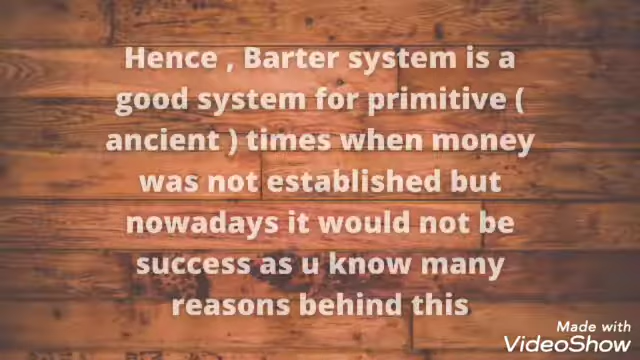 Hence , Barter system is a
good system for primitive (
ancient ) times when money
was not established but
nowadays it would not be
success as u know many
reasons behind this
Made with
VideoShow